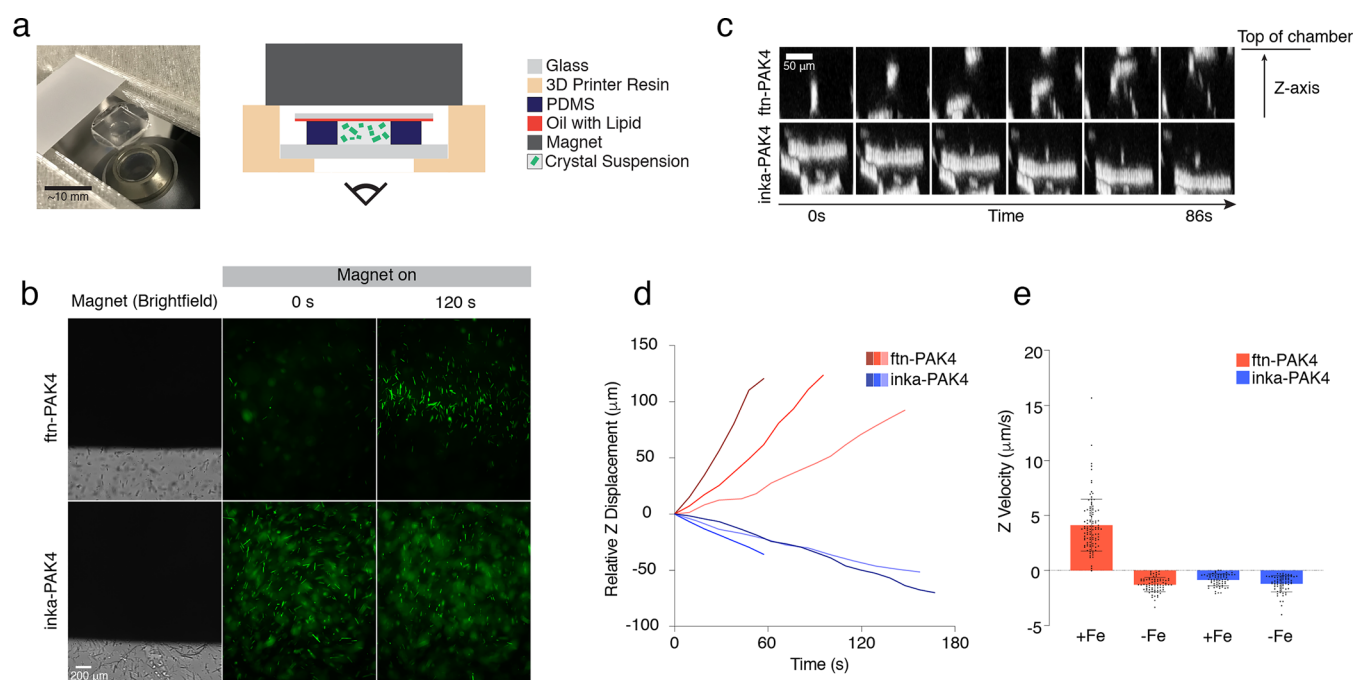 a
~10 mm
Glass
3D Printer Resin
PDMS
Oil with Lipid
Magnet
Crystal Suspension
c
ftn-PAK4
inka-PAK4
50 μm
Top of chamber
Z-axis
0s
Time
86s
b
Magnet on
Magnet (Brightfield)
0 s
120 s
ftn-PAK4
inka-PAK4
200 μm
d
150
100
50
0
-50
-100
Relative Z Displacement (μm)
0
60
120
180
Time (s)
ftn-PAK4
inka-PAK4
e
20
15
10
5
0
-5
Z Velocity (μm/s)
+Fe
-Fe
+Fe
-Fe
ftn-PAK4
inka-PAK4